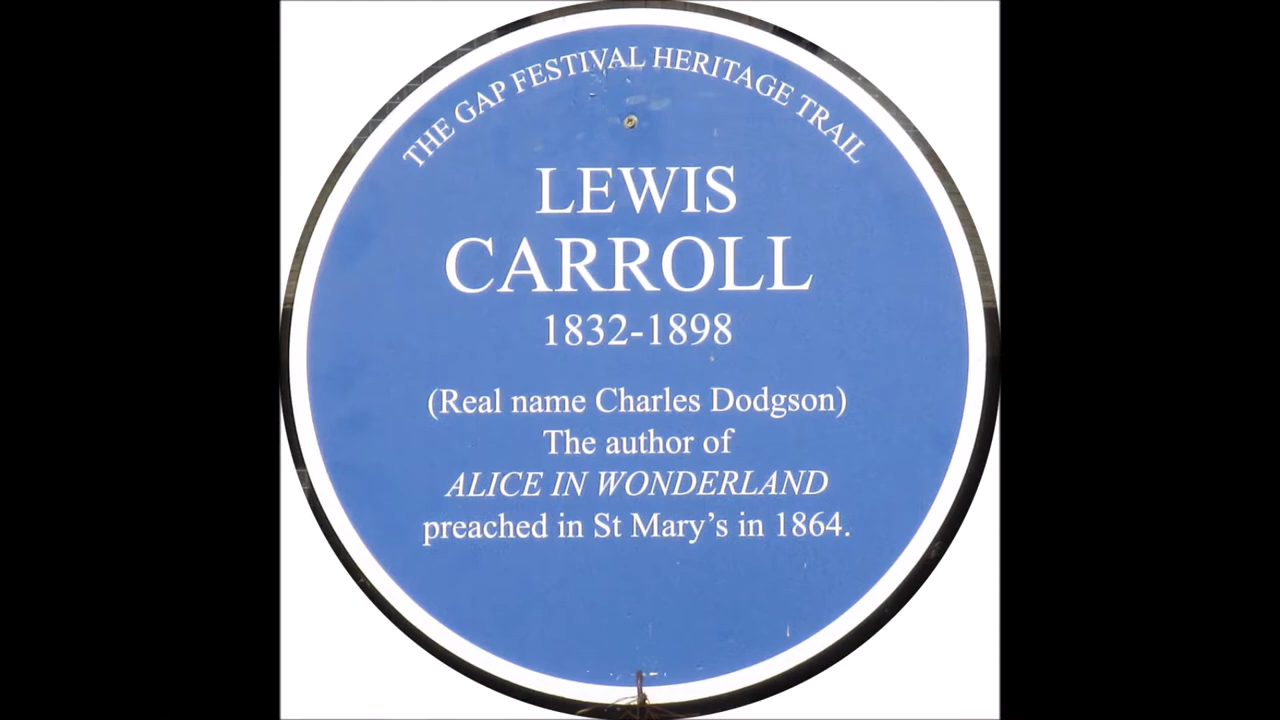 THE GAP FESTIVAL HERITAGE TRAIL
LEWIS
CARROLL
1832-1898
(Real name Charles Dodgson)
The author of
ALICE IN WONDERLAND
preached in St Mary's in 1864.